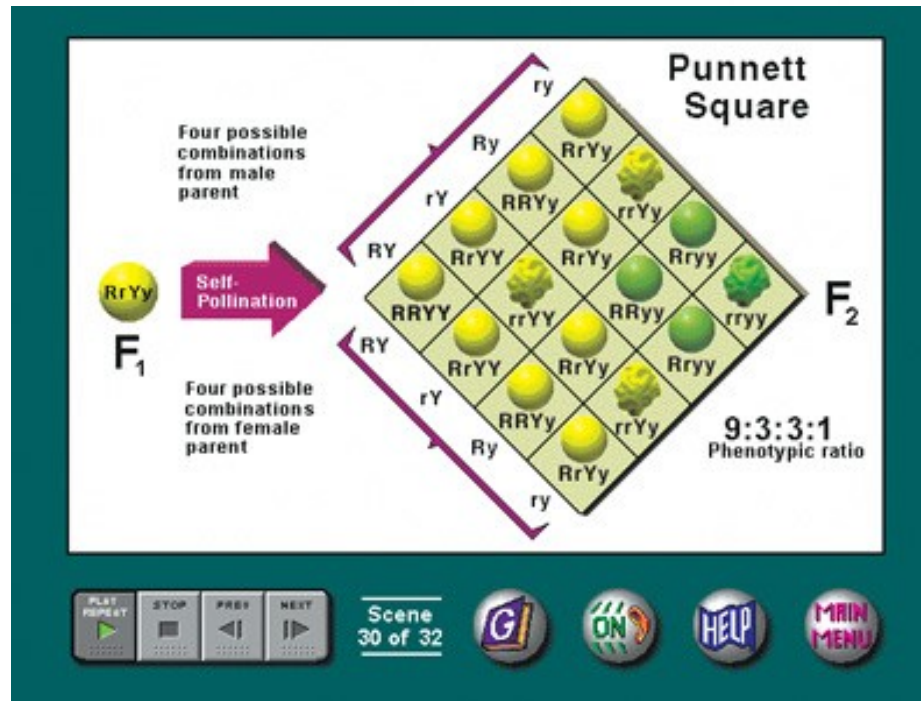 Punnett
Square
Four possible
combinations
from male
parent
ry
Ry
rY
RY
RrYy
F1
Self-
Pollination
RrYy
RRYy
rrYy
RrYY
RrYy
Rryy
RRYY
rrYY
RRyy
rryy
RrYY
RrYy
Rryy
RRYy
rrYy
RrYy
F2
RY
rY
Ry
ry
Four possible
combinations
from female
parent
9:3:3:1
Phenotypic ratio
PLAY
REPEAT
STOP
PREV
NEXT
Scene
30 of 32
G
ON
HELP
MAIN
MENU